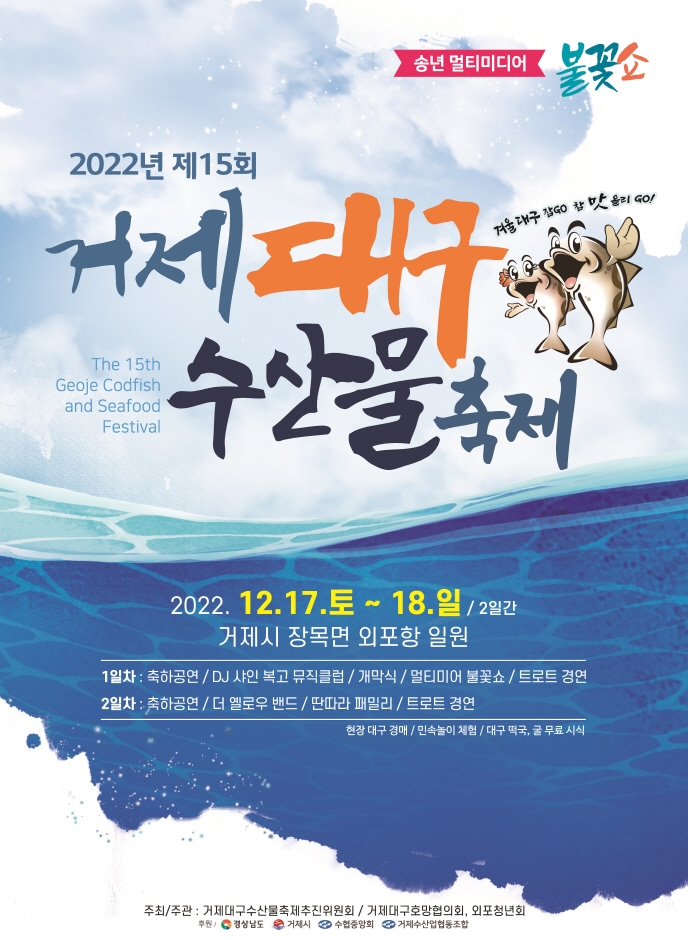 송년 멀티미디어 불꽃쇼
2022년 제15회
겨울 대구 잡GO 참 맛 올리 GO!
거제 대구
수산물 축제
The 15th
Geoje Codfish
and Seafood
Festival
2022. 12.17.토 ~ 18.일 / 2일간
거제시 장목면 외포항 일원
1일차 : 축하공연 / DJ 샤인 복고 뮤직클럽 / 개막식 / 멀티미어 불꽃쇼 / 트로트 경연
2일차 : 축하공연 / 더 옐로우 밴드 / 딴따라 패밀리 / 트로트 경연
현장 대구 경매 / 민속놀이 체험 / 대구 떡국, 굴 무료 시식
주최/주관 : 거제대구수산물축제추진위원회 / 거제대구호망협의회, 외포청년회
후원 / 경상남도 거제시 수협중앙회 거제수산업협동조합